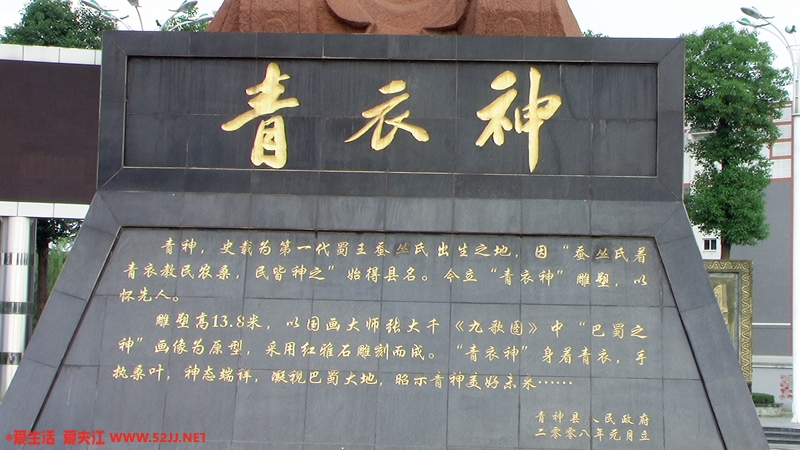 青衣神
青神，史载为第一代蜀王蚕丛氏出生之地，因“蚕丛氏着
青衣教民农桑，民皆神之”始得县名。今立“青衣神”雕塑，以
怀先人。
雕塑高13.8米，以国画大师张大千《九歌图》中“巴蜀之
神”画像为原型，采用红雅石雕刻而成。“青衣神”身着青衣，手
执桑叶，神态端详，凝视巴蜀大地，昭示青神美好未来……
青神县人民政府
二零零八年元月立
*爱生活 爱夹江 WWW.52JJ.NET